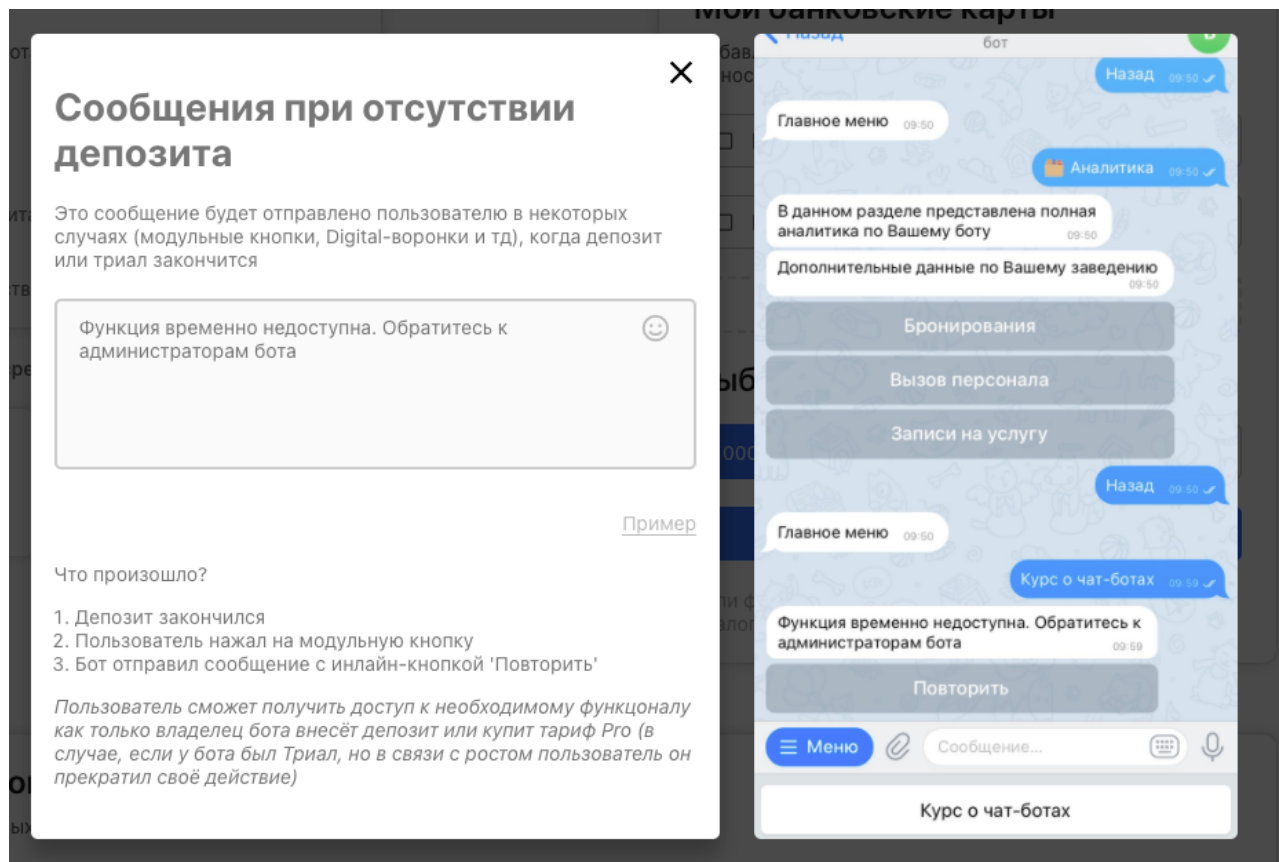 Мои банковские карты
Сообщения при отсутствии
депозита
Это сообщение будет отправлено пользователю в некоторых
случаях (модульные кнопки, Digital-воронки и тд), когда депозит
или триал закончится
Функция временно недоступна. Обратитесь к
администраторам бота
Пример
Что произошло?
1. Депозит закончился
2. Пользователь нажал на модульную кнопку
3. Бот отправил сообщение с инлайн-кнопкой 'Повторить'
Пользователь сможет получить доступ к необходимому функционалу
как только владелец бота внесёт депозит или купит тариф Pro (в
случае, если у бота был Триал, но в связи с ростом пользователь он
прекратил своё действие)
Назад
бот
В
Назад 09:50
Главное меню 09:50
Аналитика 09:50
В данном разделе представлена полная
аналитика по Вашему боту 09:50
Дополнительные данные по Вашему заведению
09:50
Бронирования
Вызов персонала
Записи на услугу
Назад 09:50
Главное меню 09:50
Курс о чат-ботах 09:59
Функция временно недоступна. Обратитесь к
администраторам бота 09:59
Повторить
Меню Сообщение...
Курс о чат-ботах